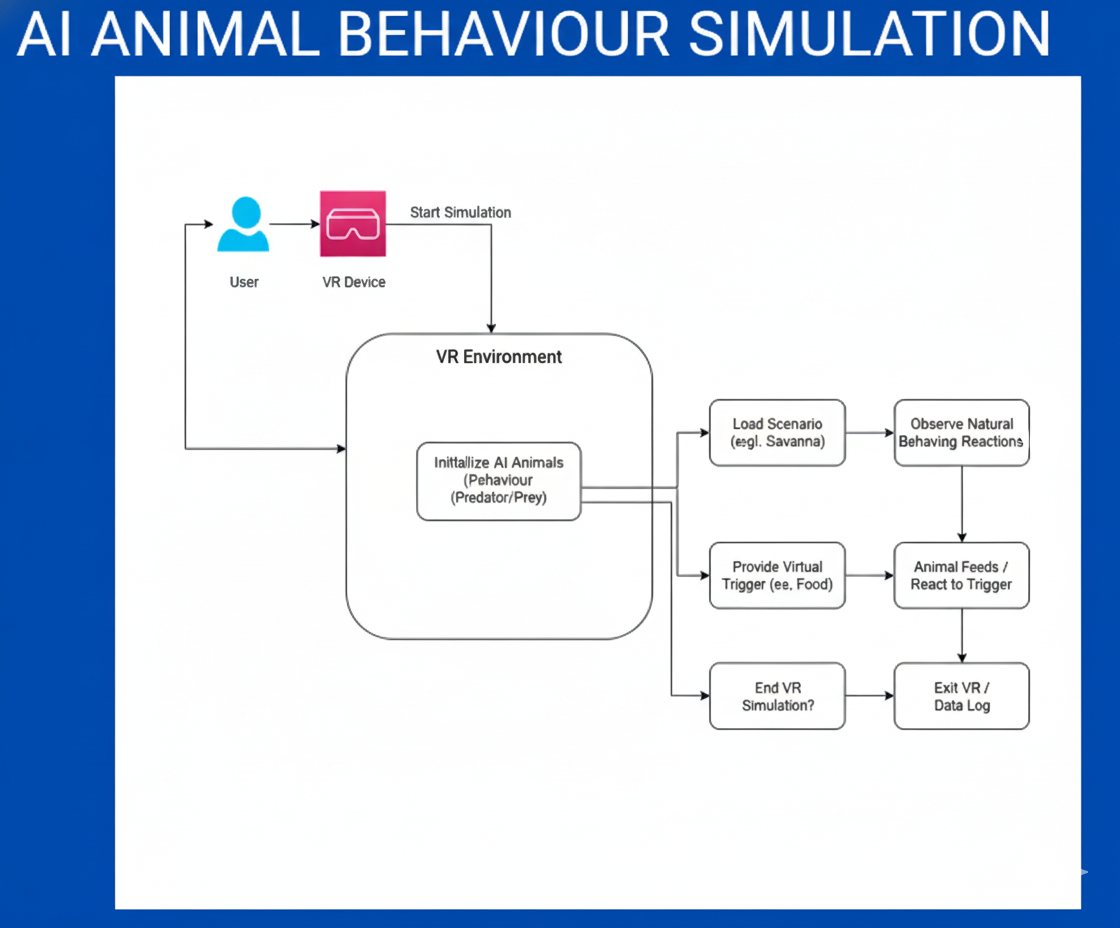 AI ANIMAL BEHAVIOUR SIMULATION
Start Simulation
User
VR Device
VR Environment
Inittallize AI Animals
(Pehaviour
(Predator/Prey)
Load Scenario
(eegl. Savanna)
Observe Natural
Behaving Reactions
Provide Virtual
Trigger (ee. Food)
Animal Feeds /
React to Trigger
End VR
Simulation?
Exit VR /
Data Log